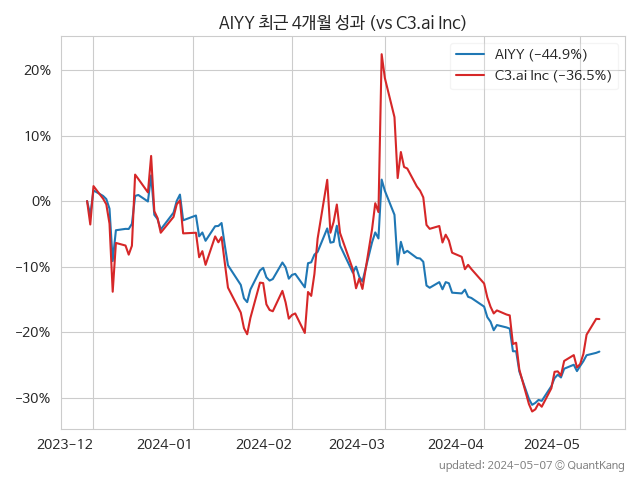 AIYY 최근 4개월 성과 (vs C3.ai Inc)
AIYY (−44.9%)
C3.ai Inc (−36.5%)
20%
10%
0%
−10%
−20%
−30%
2023-12 2024-01 2024-02 2024-03 2024-04 2024-05
updated: 2024-05-07 © QuantKang